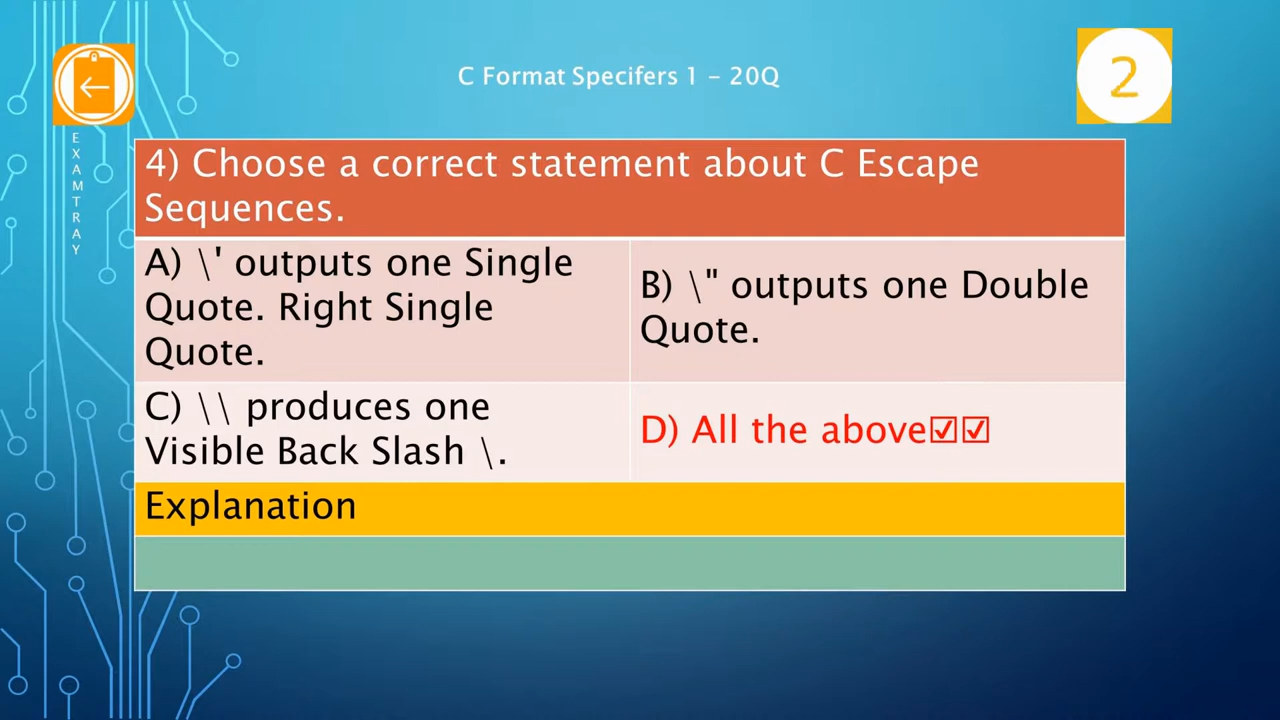 C Format Specifers 1 - 20Q
2
EXAMTRAY
4) Choose a correct statement about C Escape
Sequences.
A) \' outputs one Single
Quote. Right Single
Quote.
B) \" outputs one Double
Quote.
C) \\ produces one
Visible Back Slash \.
D) All the above☑☑
Explanation